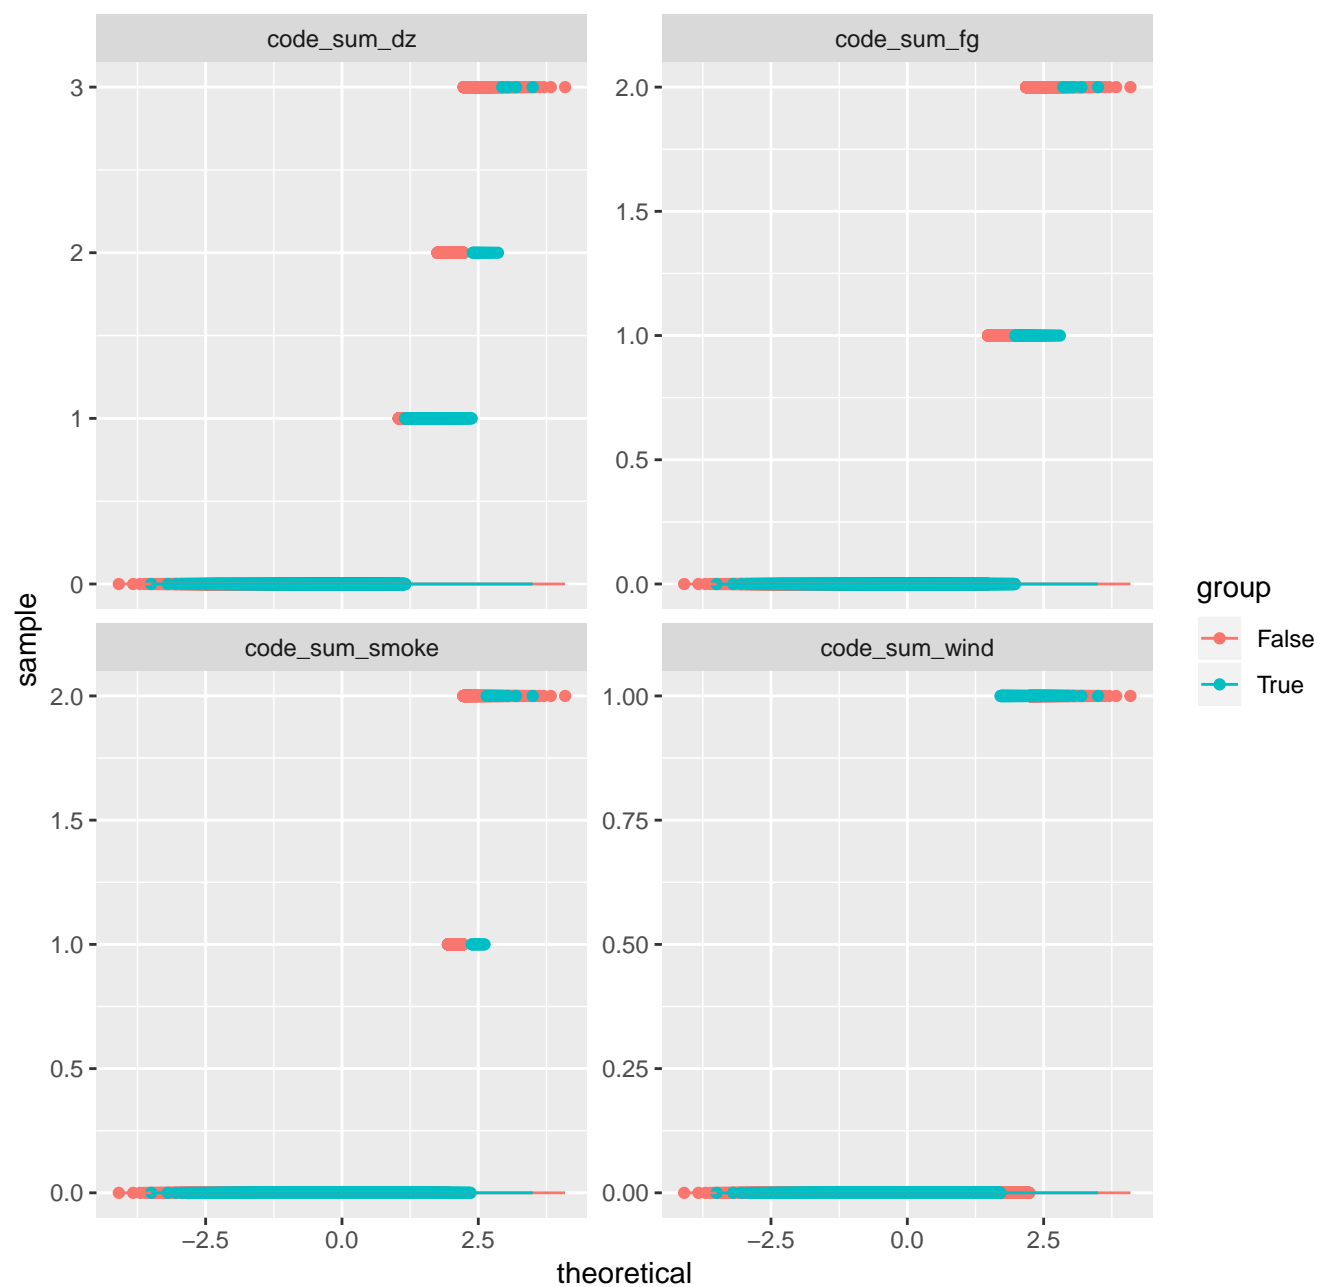 code_sum_dz
code_sum_fg
3
2
1
0
2.0
1.5
1.0
0.5
0.0
code_sum_smoke
code_sum_wind
2.0
1.5
1.0
0.5
0.0
1.00
0.75
0.50
0.25
0.00
−2.5 0.0 2.5
−2.5 0.0 2.5
theoretical
sample
group
False
True